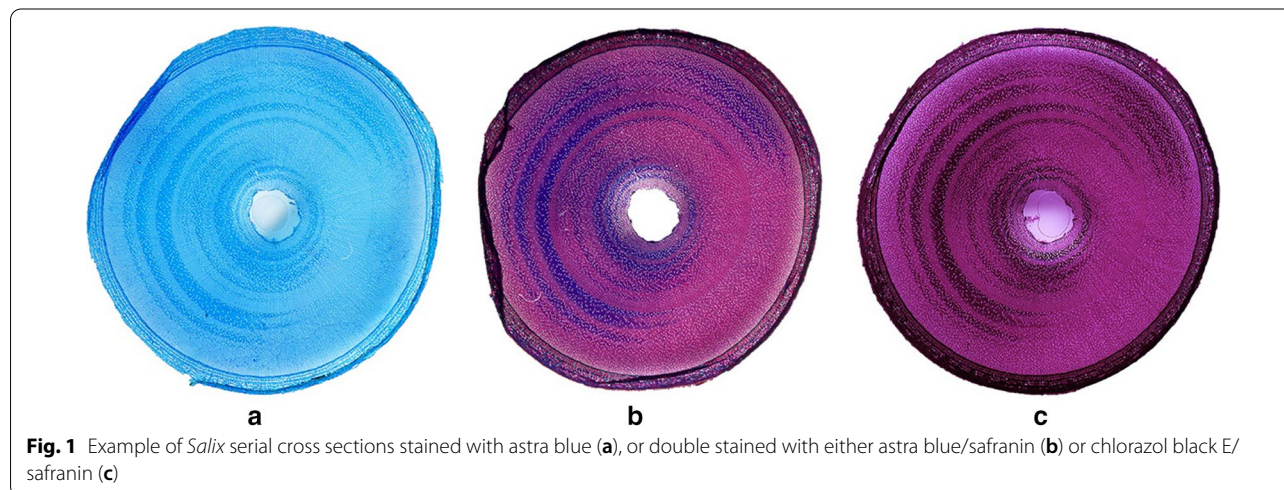 a b c
Fig. 1 Example of Salix serial cross sections stained with astra blue (a), or double stained with either astra blue/safranin (b) or chlorazol black E/
safranin (c)